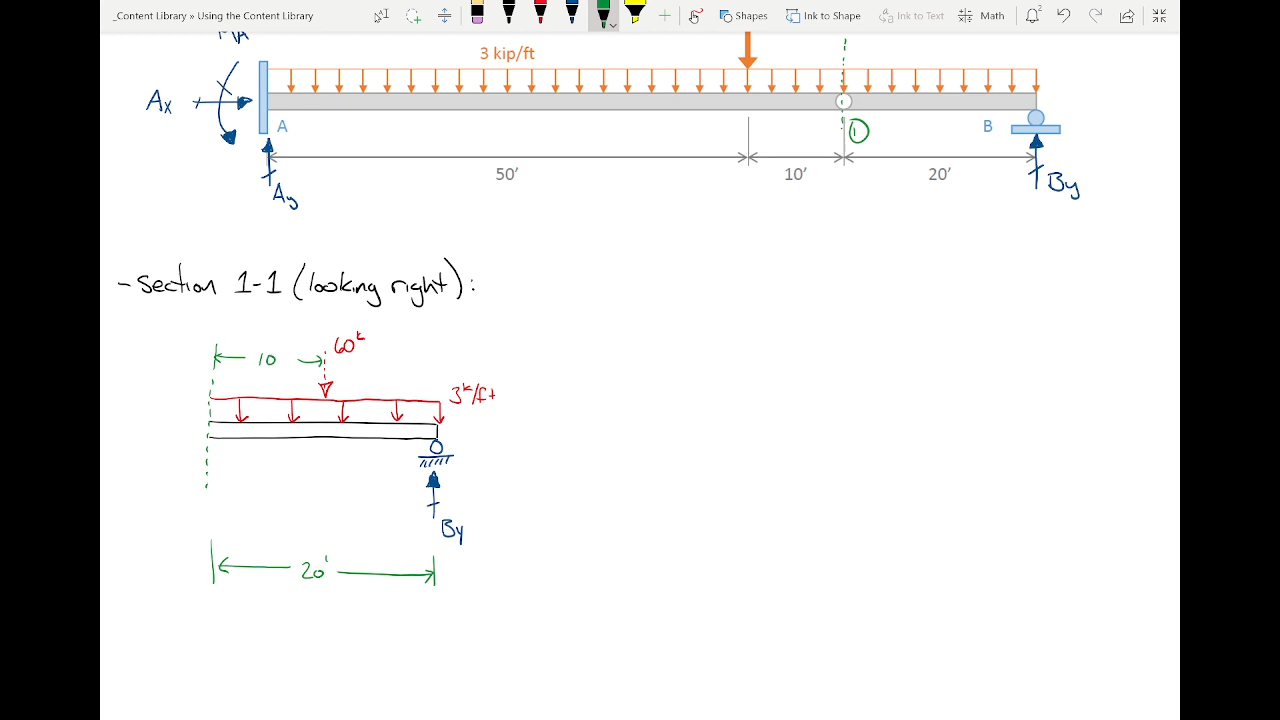 _Content Library » Using the Content Library
Shapes
Ink to Shape
Ink to Text
Math
2
MA
3 kip/ft
Ax
A
1
B
50’
10’
20’
Ay
By
- Section 1-1 (looking right):
60k
10
3k/ft
By
20'